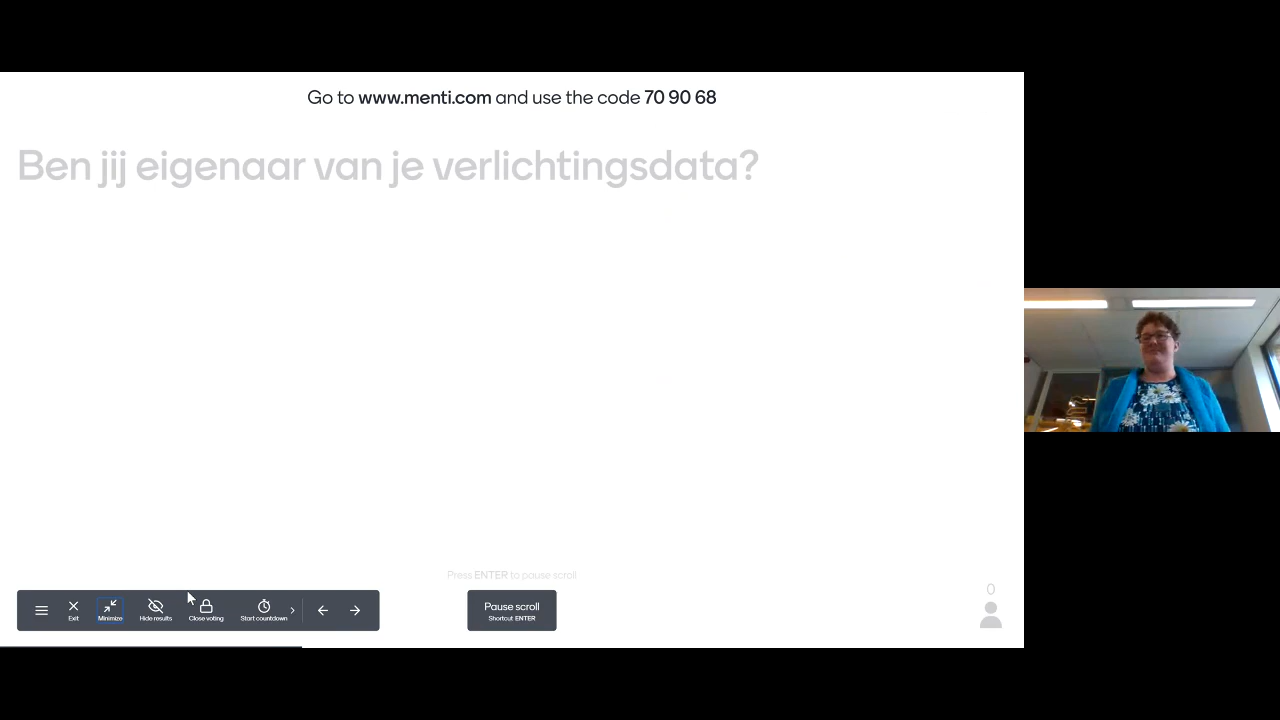 Go to www.menti.com and use the code 70 90 68
Ben jij eigenaar van je verlichtingsdata?
Press ENTER to pause scroll
Exit
Minimize
Hide results
Close voting
Start countdown
Pause scroll
Shortcut ENTER
0